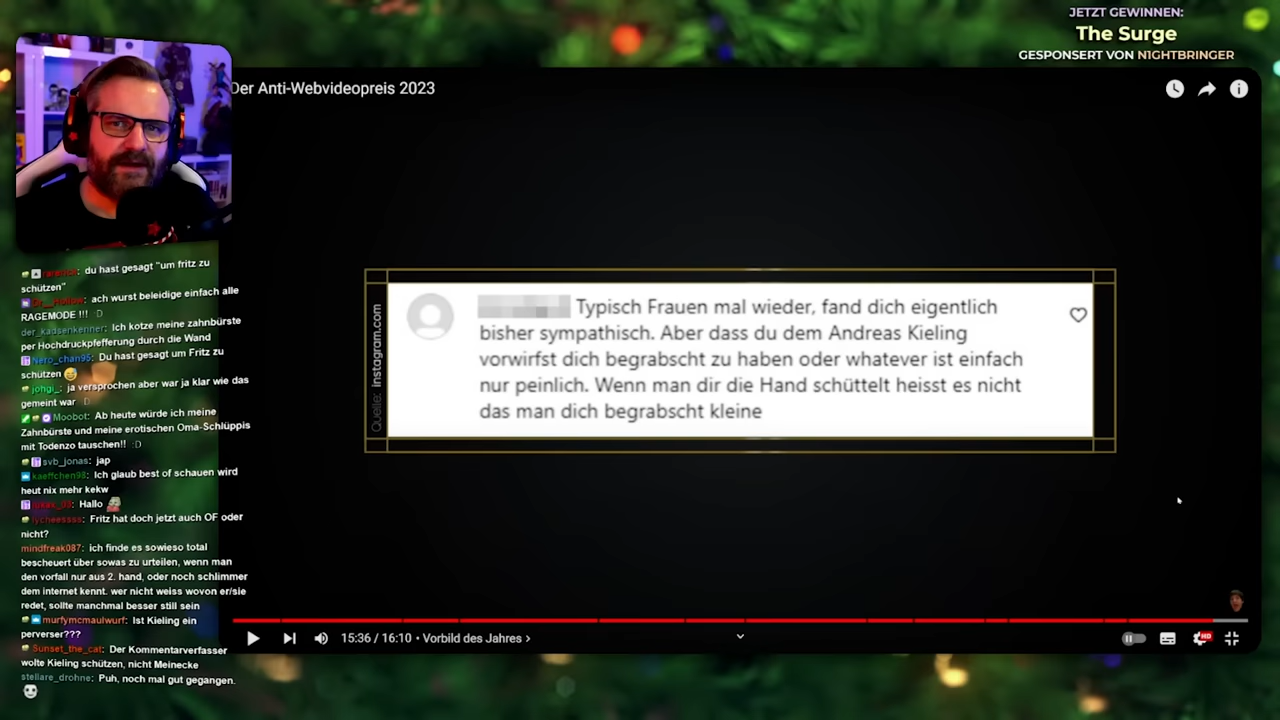 JETZT GEWINNEN:
The Surge
GESPONSERT VON NIGHTBRINGER
Der Anti-Webvideopreis 2023
Quelle: instagram.com
Typisch Frauen mal wieder, fand dich eigentlich
bisher sympathisch. Aber dass du dem Andreas Kieling
vorwirfst dich begrabscht zu haben oder whatever ist einfach
nur peinlich. Wenn man dir die Hand schüttelt heisst es nicht
das man dich begrabscht kleine
du hast gesagt "um fritz zu
schützen"
ach wurst beleidige einfach alle
RAGEMODE !!! :D
der_kadsenkenner: Ich kotze meine zahnbürste
per Hochdruckpfefferung durch die Wand
Nero_chan95: Du hast gesagt um Fritz zu
schützen
johgi_: ja versprochen aber war ja klar wie das
gemeint war :D
Moobot: Ab heute würde ich meine
Zahnbürste und meine erotischen Oma-Schlüppis
mit Todenzo tauschen!! :D
svb_jonas: jap
kaeffchen98: Ich glaub best of schauen wird
heut nix mehr kekw
Hallo
lycheessss: Fritz hat doch jetzt auch OF oder
nicht?
mindfreak087: ich finde es sowieso total
bescheuert über sowas zu urteilen, wenn man
den vorfall nur aus 2. hand, oder noch schlimmer
dem internet kennt. wer nicht weiss wovon er/sie
redet, sollte manchmal besser still sein
murfymcmaulwurf: Ist Kieling ein
perverser???
Sunset_the_cat: Der Kommentarverfasser
wolte Kieling schützen, nicht Meinecke
stellare_drohne: Puh, noch mal gut gegangen.
15:36 / 16:10 • Vorbild des Jahres >
HD